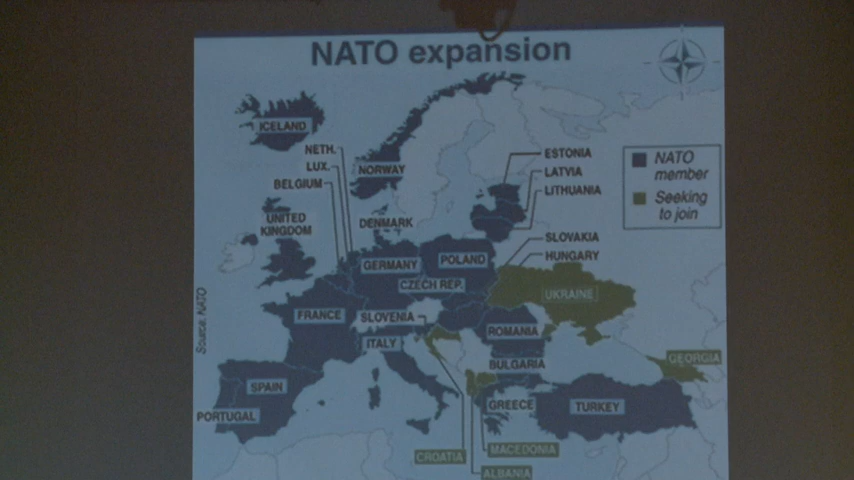 NATO expansion
ICELAND
NETH.
LUX.
BELGIUM
NORWAY
ESTONIA
LATVIA
LITHUANIA
NATO
member
Seeking
to join
UNITED
KINGDOM
DENMARK
SLOVAKIA
HUNGARY
GERMANY
POLAND
CZECH REP.
UKRAINE
FRANCE
SLOVENIA
ITALY
ROMANIA
BULGARIA
GEORGIA
SPAIN
PORTUGAL
GREECE
TURKEY
CROATIA
MACEDONIA
ALBANIA
Source: NATO